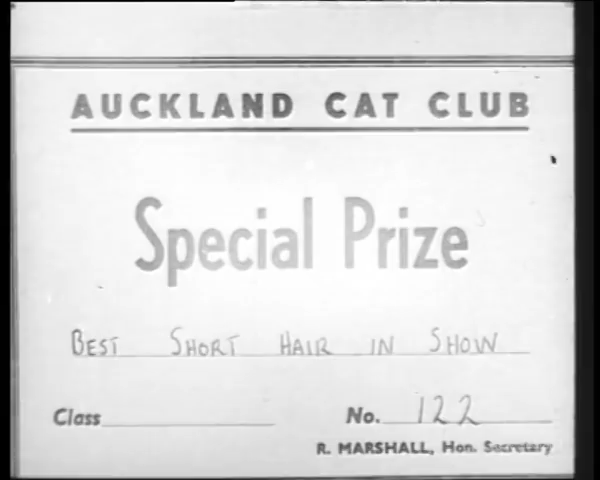 AUCKLAND CAT CLUB
Special Prize
BEST SHORT HAIR IN SHOW
Class No. 122
R. MARSHALL, Hon. Secretary